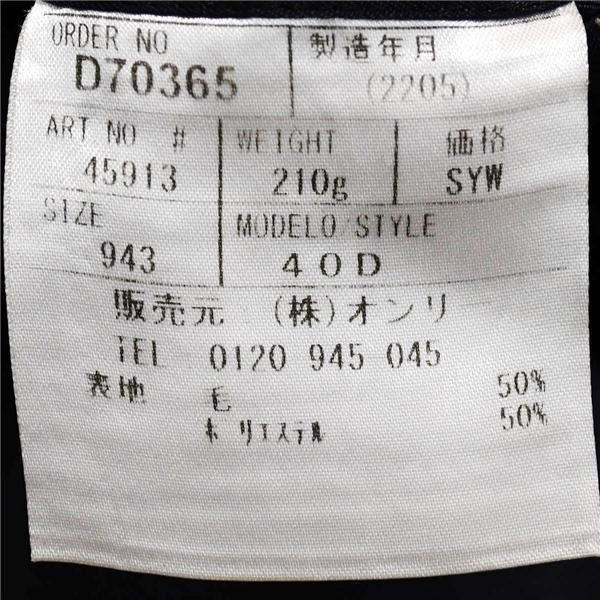 ORDER NO 製造年月
D70365 (2205)
ART NO # WEIGHT 価格
45913 210g SYW
SIZE MODELO/STYLE
943 40D
販売元 (株)オンリ
TEL 0120 945 045
表地 毛 50%
ポリエステル 50%